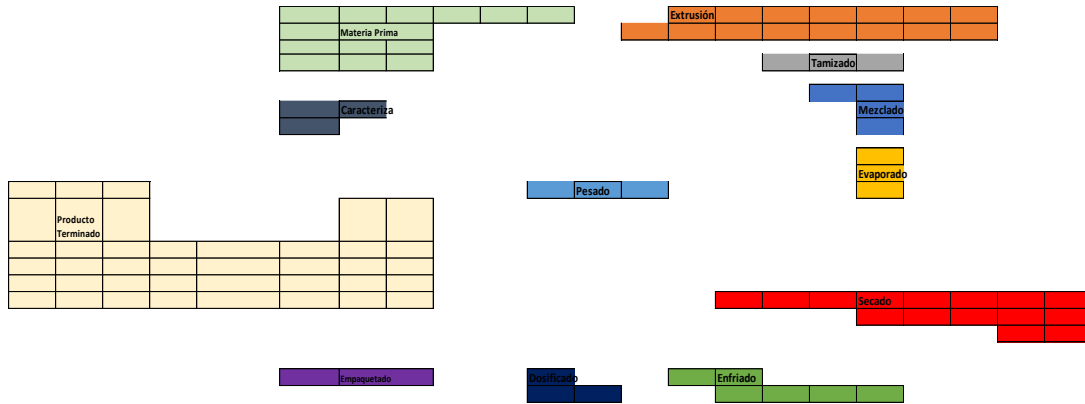 Extrusión
Materia Prima
Tamizado
Caracteriza
Mezclado
Evaporado
Pesado
Producto
Terminado
Secado
Empaquetado
Dosificado
Enfriado